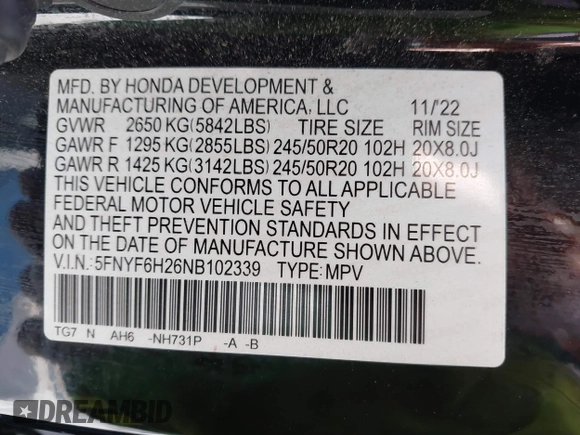 MFD. BY HONDA DEVELOPMENT &
MANUFACTURING OF AMERICA, LLC 11/'22
GVWR 2650 KG(5842LBS) TIRE SIZE RIM SIZE
GAWR F 1295 KG(2855LBS) 245/50R20 102H 20X8.0J
GAWR R 1425 KG(3142LBS) 245/50R20 102H 20X8.0J
THIS VEHICLE CONFORMS TO ALL APPLICABLE
FEDERAL MOTOR VEHICLE SAFETY
AND THEFT PREVENTION STANDARDS IN EFFECT
ON THE DATE OF MANUFACTURE SHOWN ABOVE.
V.I.N.: 5FNYF6H26NB102339 TYPE: MPV
TG7 N AH6 -NH731P -A -B
DREAMBID